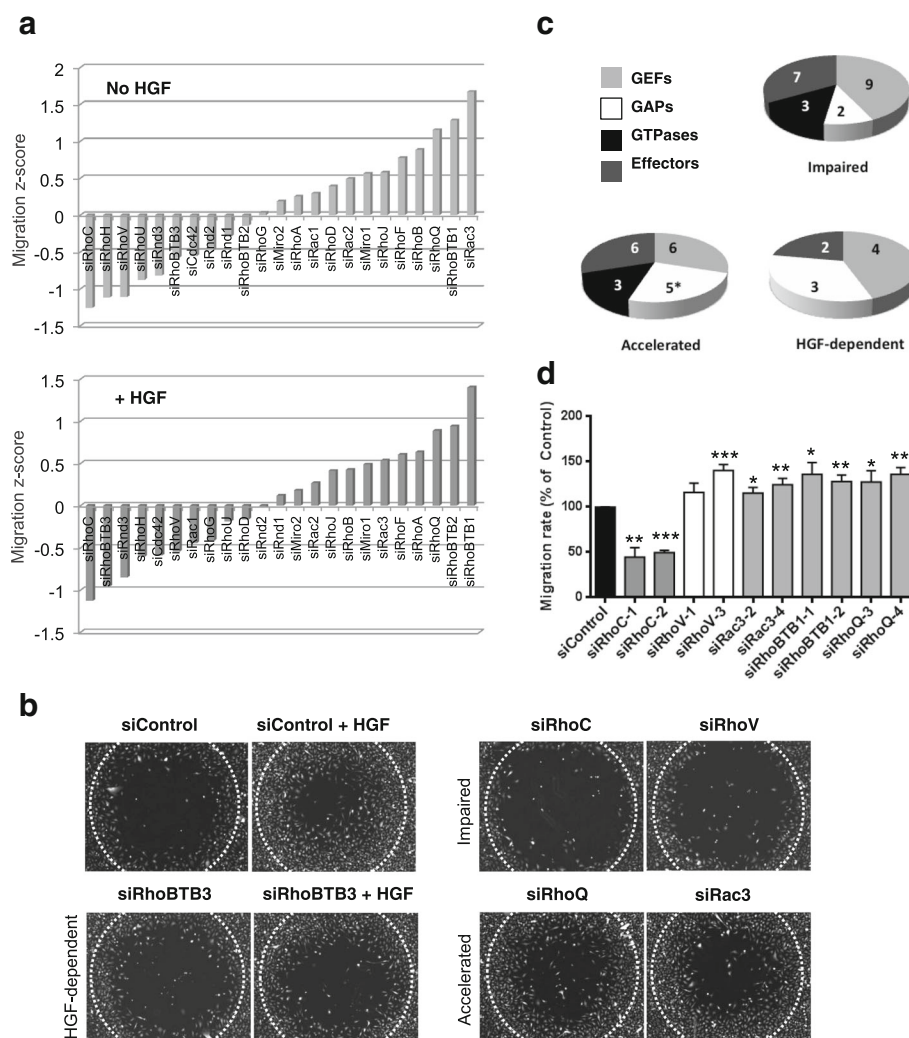 a
No HGF
Migration z-score
2
1.5
1
0.5
0
-0.5
-1
-1.5
siRhoC
siRhoH
siRhoV
siRhoU
siRnd3
siRhoBTB3
siCdc42
siRnd2
siRnd1
siRhoBTB2
siRhoG
siMiro2
siRhoA
siRac1
siRhoD
siRac2
siMiro1
siRhoJ
siRhoF
siRhoB
siRhoQ
siRhoBTB1
siRac3
+ HGF
Migration z-score
1.5
1
0.5
0
-0.5
-1
-1.5
siRhoC
siRhoBTB3
siRnd3
siRhoH
siCdc42
siRhoV
siRac1
siRhoG
siRhoU
siRhoD
siRnd2
siRnd1
siMiro2
siRac2
siRhoJ
siRhoB
siMiro1
siRac3
siRhoF
siRhoA
siRhoQ
siRhoBTB2
siRhoBTB1
c
GEFs
GAPs
GTPases
Effectors
7
9
3
2
Impaired
6
6
3
5*
Accelerated
2
4
3
HGF-dependent
d
Migration rate (% of Control)
200
150
100
50
0
** *** *** * ** * ** * **
siControl
siRhoC-1
siRhoC-2
siRhoV-1
siRhoV-3
siRac3-2
siRac3-4
siRhoBTB1-1
siRhoBTB1-2
siRhoQ-3
siRhoQ-4
b
siControl
siControl + HGF
siRhoC
siRhoV
Impaired
siRhoBTB3
siRhoBTB3 + HGF
siRhoQ
siRac3
HGF-dependent
Accelerated